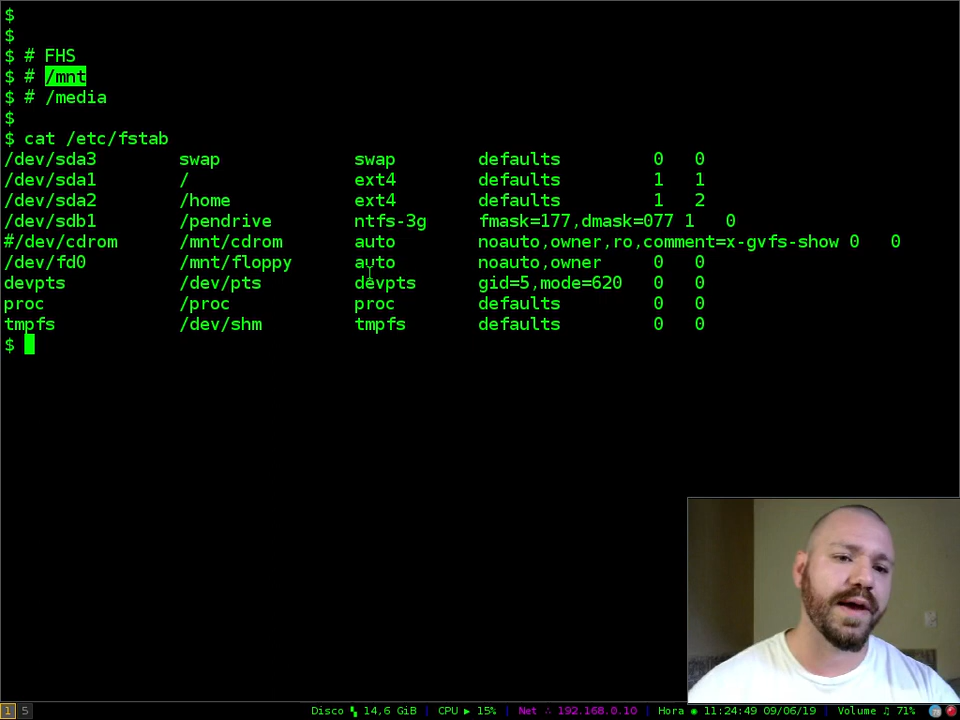 $
$
$ # FHS
$ # /mnt
$ # /media
$
$ cat /etc/fstab
/dev/sda3 swap swap defaults 0 0
/dev/sda1 / ext4 defaults 1 1
/dev/sda2 /home ext4 defaults 1 2
/dev/sdb1 /pendrive ntfs-3g fmask=177,dmask=077 1 0
#/dev/cdrom /mnt/cdrom auto noauto,owner,ro,comment=x-gvfs-show 0 0
/dev/fd0 /mnt/floppy auto noauto,owner 0 0
devpts /dev/pts devpts gid=5,mode=620 0 0
proc /proc proc defaults 0 0
tmpfs /dev/shm tmpfs defaults 0 0
$
1 5 Disco ▚ 14,6 GiB | CPU ▶ 15% | Net ∴ 192.168.0.10 | Hora ◉ 11:24:49 09/06/19 | Volume ♫ 71%